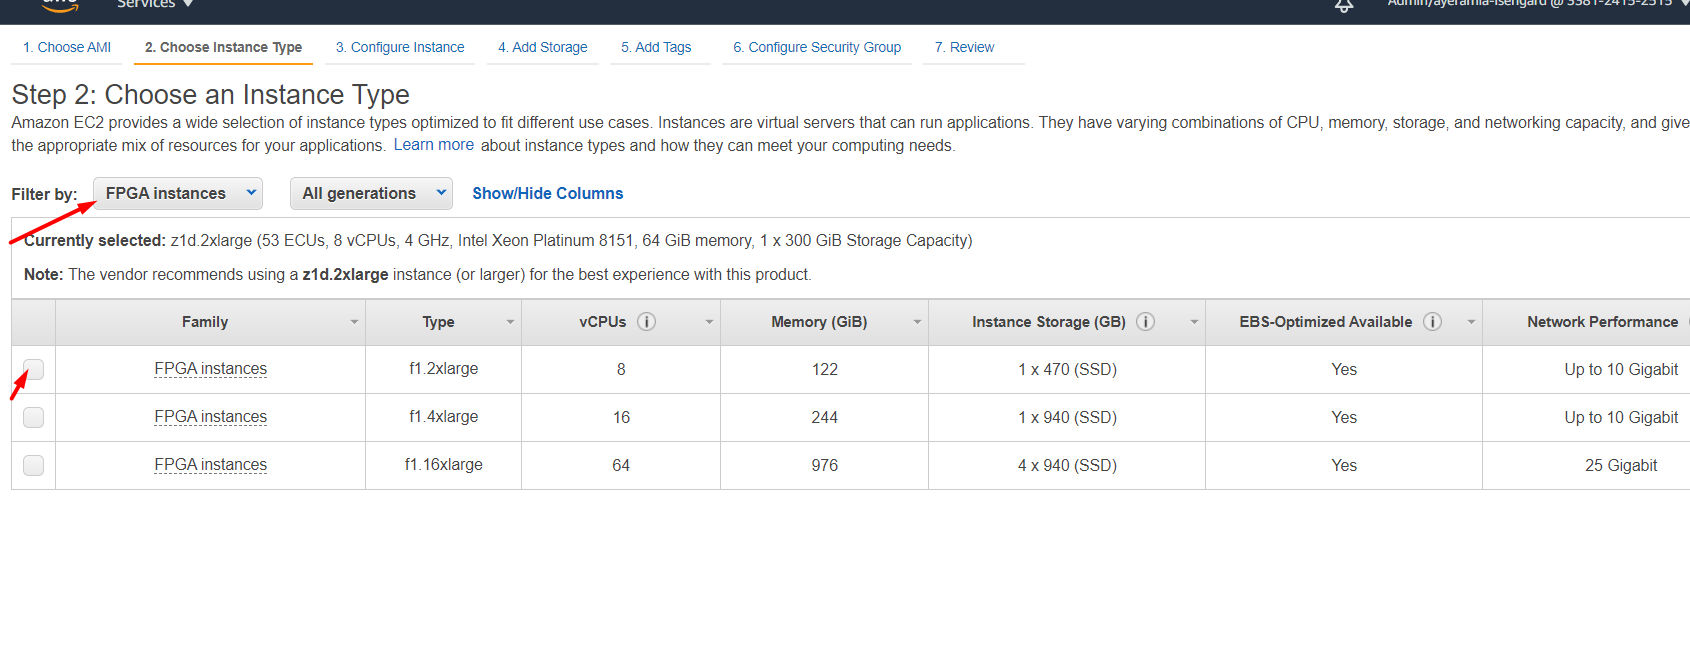 Services
1. Choose AMI 2. Choose Instance Type 3. Configure Instance 4. Add Storage 5. Add Tags 6. Configure Security Group 7. Review
Step 2: Choose an Instance Type
Amazon EC2 provides a wide selection of instance types optimized to fit different use cases. Instances are virtual servers that can run applications. They have varying combinations of CPU, memory, storage, and networking capacity, and give
the appropriate mix of resources for your applications. Learn more about instance types and how they can meet your computing needs.
Filter by: FPGA instances All generations Show/Hide Columns
Currently selected: z1d.2xlarge (53 ECUs, 8 vCPUs, 4 GHz, Intel Xeon Platinum 8151, 64 GiB memory, 1 x 300 GiB Storage Capacity)
Note: The vendor recommends using a z1d.2xlarge instance (or larger) for the best experience with this product.
Family Type vCPUs Memory (GiB) Instance Storage (GB) EBS-Optimized Available Network Performance
FPGA instances f1.2xlarge 8 122 1 x 470 (SSD) Yes Up to 10 Gigabit
FPGA instances f1.4xlarge 16 244 1 x 940 (SSD) Yes Up to 10 Gigabit
FPGA instances f1.16xlarge 64 976 4 x 940 (SSD) Yes 25 Gigabit